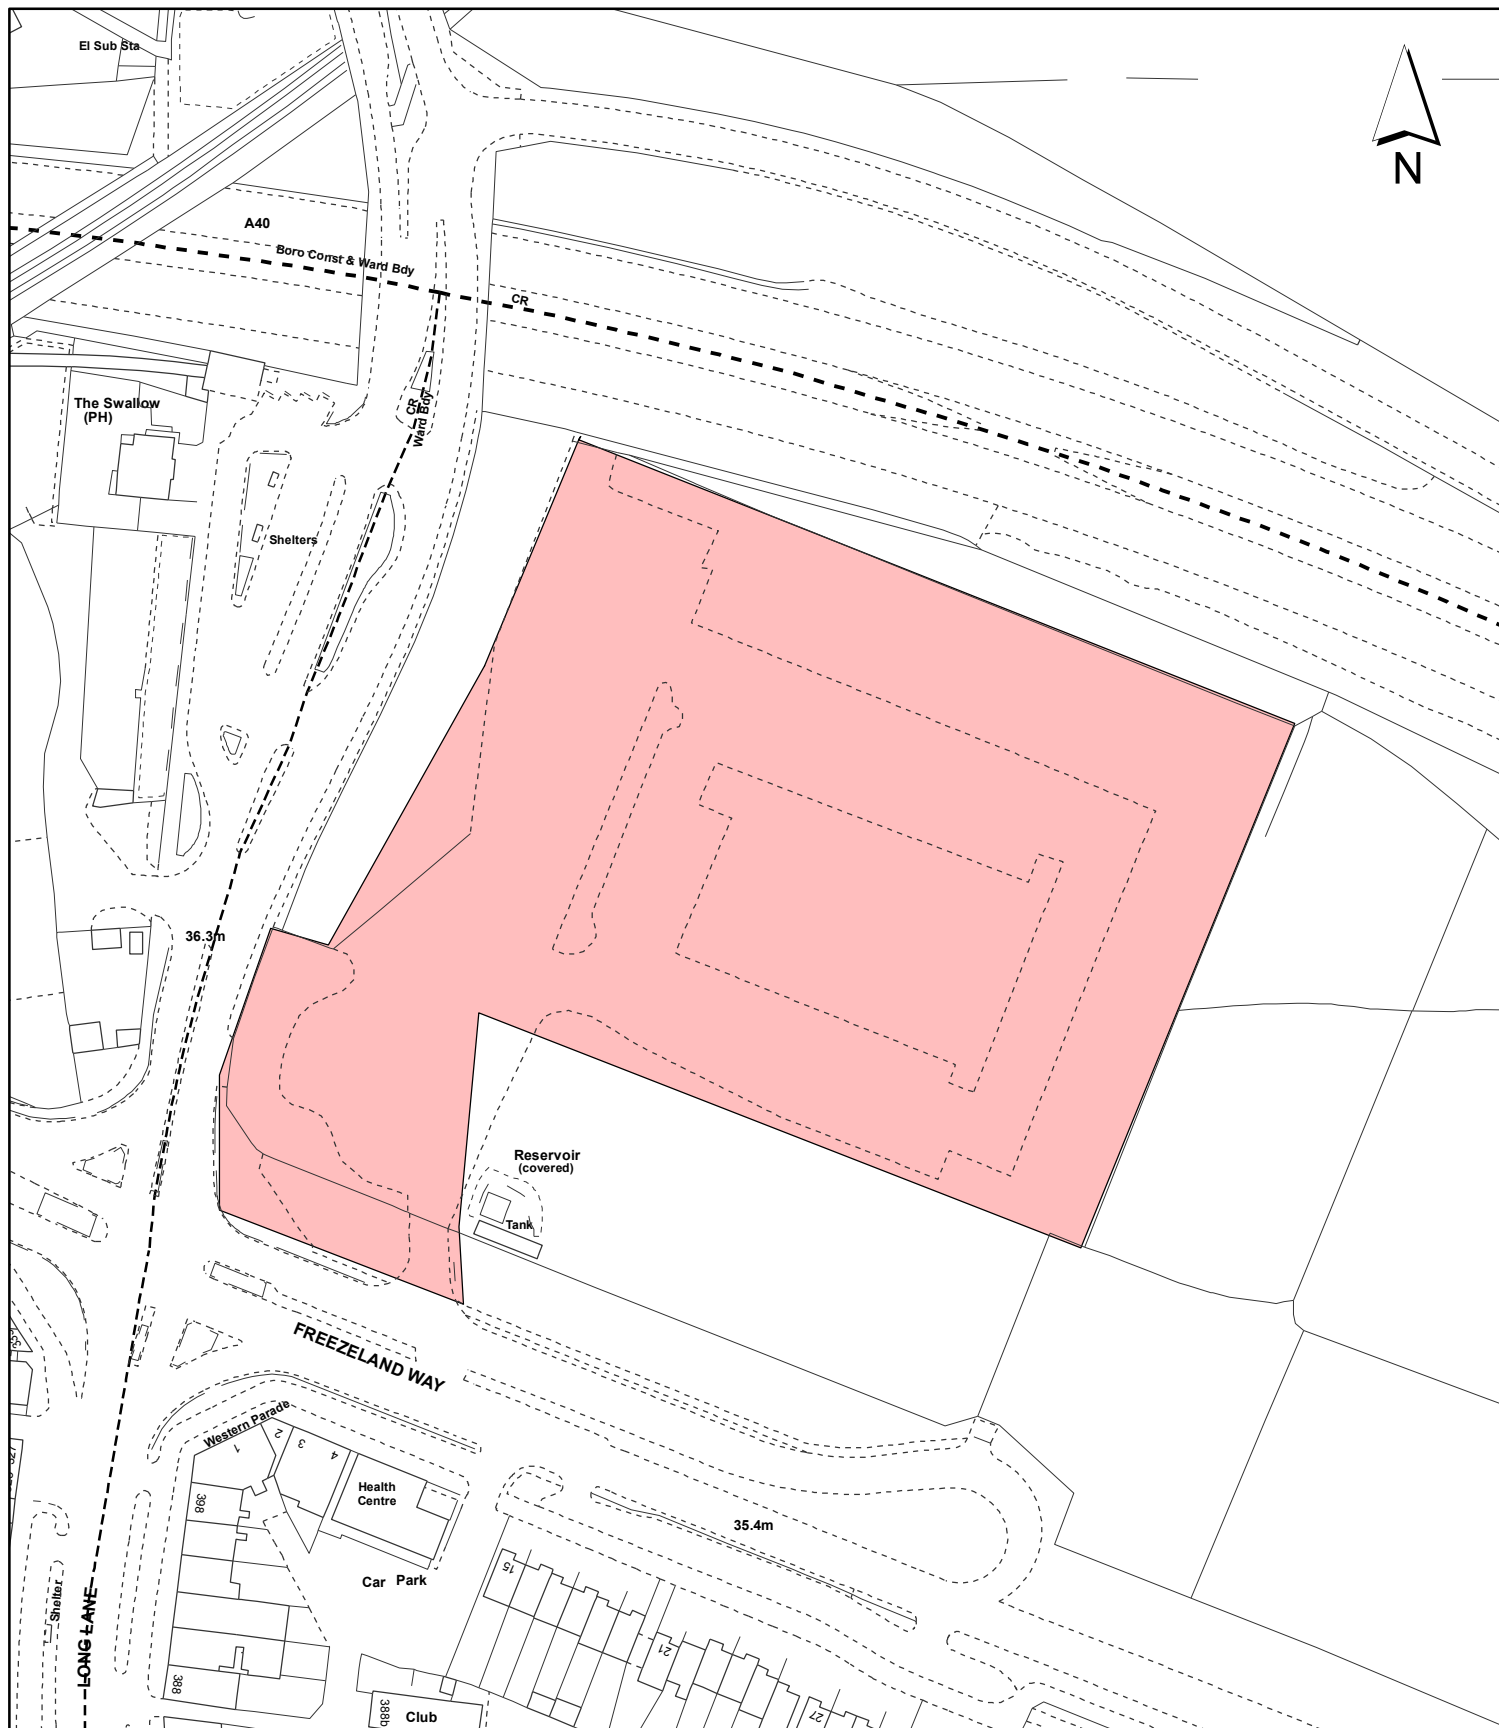 El Sub Sta
N
A40
Boro Const & Ward Bdy
CR
CR
Ward Bdy
The Swallow
(PH)
Shelters
36.3m
Reservoir
(covered)
Tank
FREEZELAND WAY
Western Parade
1
2
3
4
Health
Centre
398
35.4m
Car Park
15
Shelter
LONG LANE
21
388
388b
Club
27